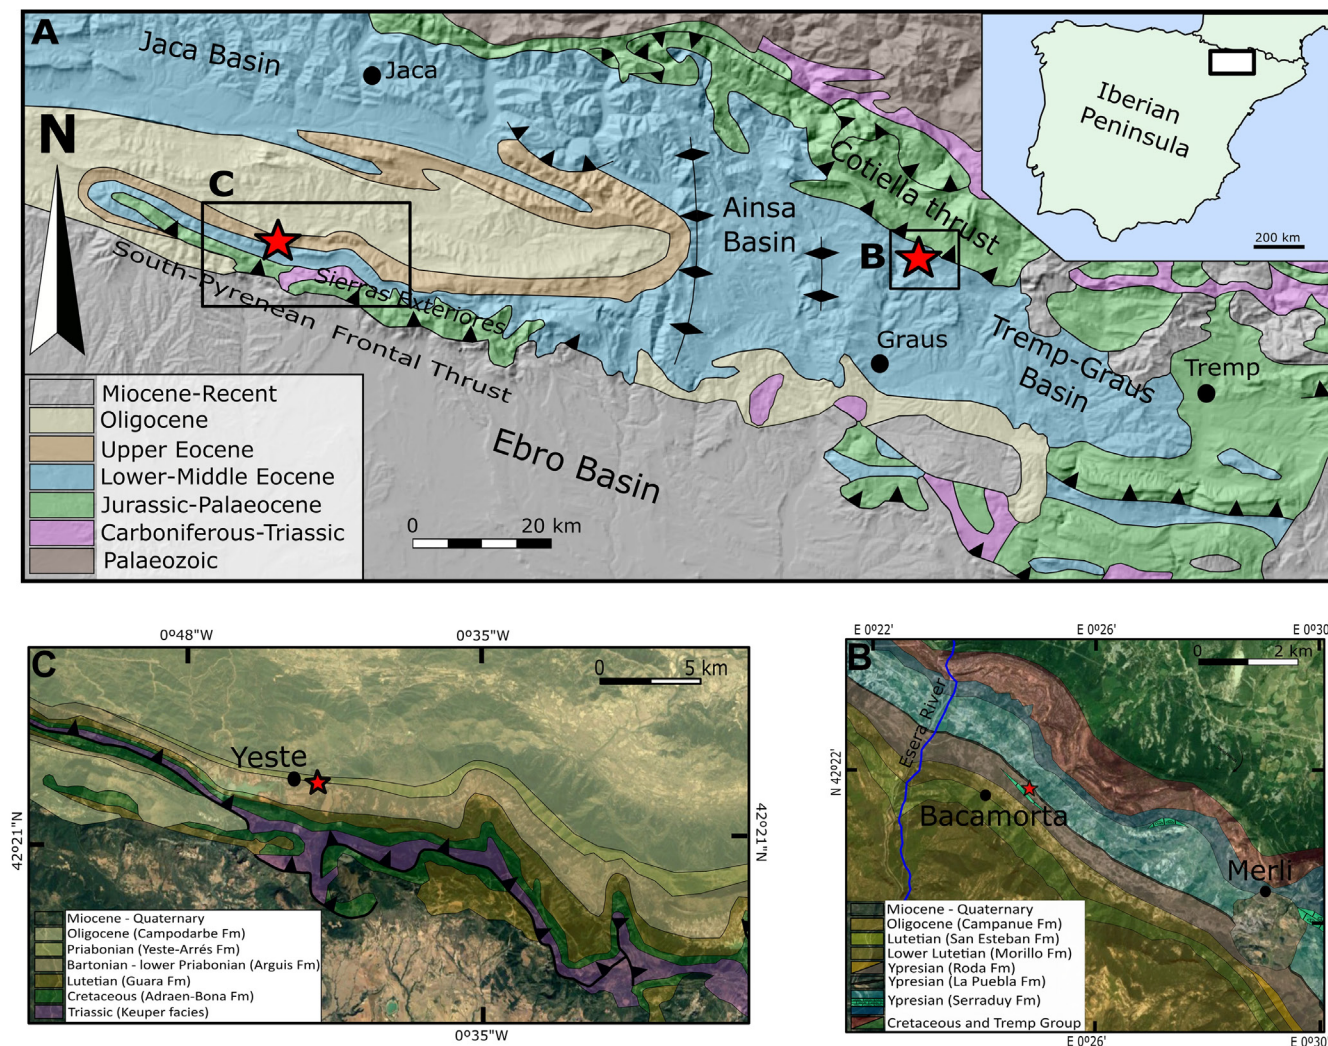 A
Jaca Basin
Jaca
N
C
Cotiella thrust
Ainsa
Basin
B
Iberian
Peninsula
200 km
South-Pyrenean Frontal Thrust
Sierras Exteriores
Graus
Tremp-Graus
Basin
Tremp
Ebro Basin
0 20 km
Miocene-Recent
Oligocene
Upper Eocene
Lower-Middle Eocene
Jurassic-Palaeocene
Carboniferous-Triassic
Palaeozoic
0º48"W 0º35"W
C
0 5 km
Yeste
42º21"N
42º21"N
Miocene - Quaternary
Oligocene (Campodarbe Fm)
Priabonian (Yeste-Arrés Fm)
Bartonian - lower Priabonian (Arguis Fm)
Lutetian (Guara Fm)
Cretaceous (Adraen-Bona Fm)
Triassic (Keuper facies)
0º35"W
E 0º22' E 0º26' E 0º30'
B
0 2 km
Esera River
N 42º22'
Bacamorta
Merli
Miocene - Quaternary
Oligocene (Campanue Fm)
Lutetian (San Esteban Fm)
Lower Lutetian (Morillo Fm)
Ypresian (Roda Fm)
Ypresian (La Puebla Fm)
Ypresian (Serraduy Fm)
Cretaceous and Tremp Group
E 0º26' E 0º30'